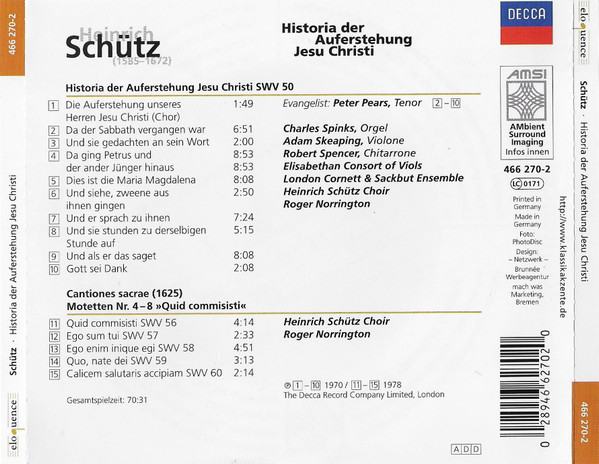 466 270-2
eloquence
Schütz · Historia der Auferstehung Jesu Christi
Heinrich
Schütz
(1585–1672)
Historia der
Auferstehung
Jesu Christi
DECCA
Historia der Auferstehung Jesu Christi SWV 50
1 Die Auferstehung unseres 1:49
Herren Jesu Christi (Chor)
2 Da der Sabbath vergangen war 6:51
3 Und sie gedachten an sein Wort 2:00
4 Da ging Petrus und 8:53
der ander Jünger hinaus 8:53
5 Dies ist die Maria Magdalena 8:08
6 Und siehe, zweene aus 2:50
ihnen gingen
7 Und er sprach zu ihnen 7:24
8 Und sie stunden zu derselbigen 5:15
Stunde auf
9 Und als er das saget 8:08
10 Gott sei Dank 2:08
Evangelist: Peter Pears, Tenor 2–10
Charles Spinks, Orgel
Adam Skeaping, Violone
Robert Spencer, Chitarrone
Elisabethan Consort of Viols
London Cornett & Sackbut Ensemble
Heinrich Schütz Choir
Roger Norrington
Cantiones sacrae (1625)
Motetten Nr. 4–8 »Quid commisisti«
11 Quid commisisti SWV 56 4:14
12 Ego sum tui SWV 57 2:33
13 Ego enim inique egi SWV 58 4:51
14 Quo, nate dei SWV 59 3:13
15 Calicem salutaris accipiam SWV 60 2:14
Heinrich Schütz Choir
Roger Norrington
Gesamtspielzeit: 70:31
℗ 1–10 1970 / 11–15 1978
The Decca Record Company Limited, London
ADD
AMSI
AMbient
Surround
Imaging
Infos innen
466 270-2
LC 0171
Printed in
Germany
Made in
Germany
Foto:
PhotoDisc
Design:
– Netzwerk –
Brunnée
Werbeagentur
mach was
Marketing,
Bremen
http://www.klassikakzente.de
0 28946 62702 0
eloquence
Schütz · Historia der Auferstehung Jesu Christi
466 270-2